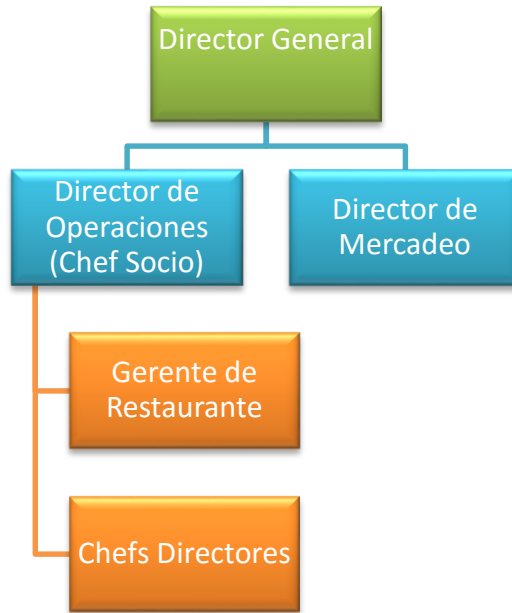 Director General
Director de
Operaciones
(Chef Socio)
Director de
Mercadeo
Gerente de
Restaurante
Chefs Directores